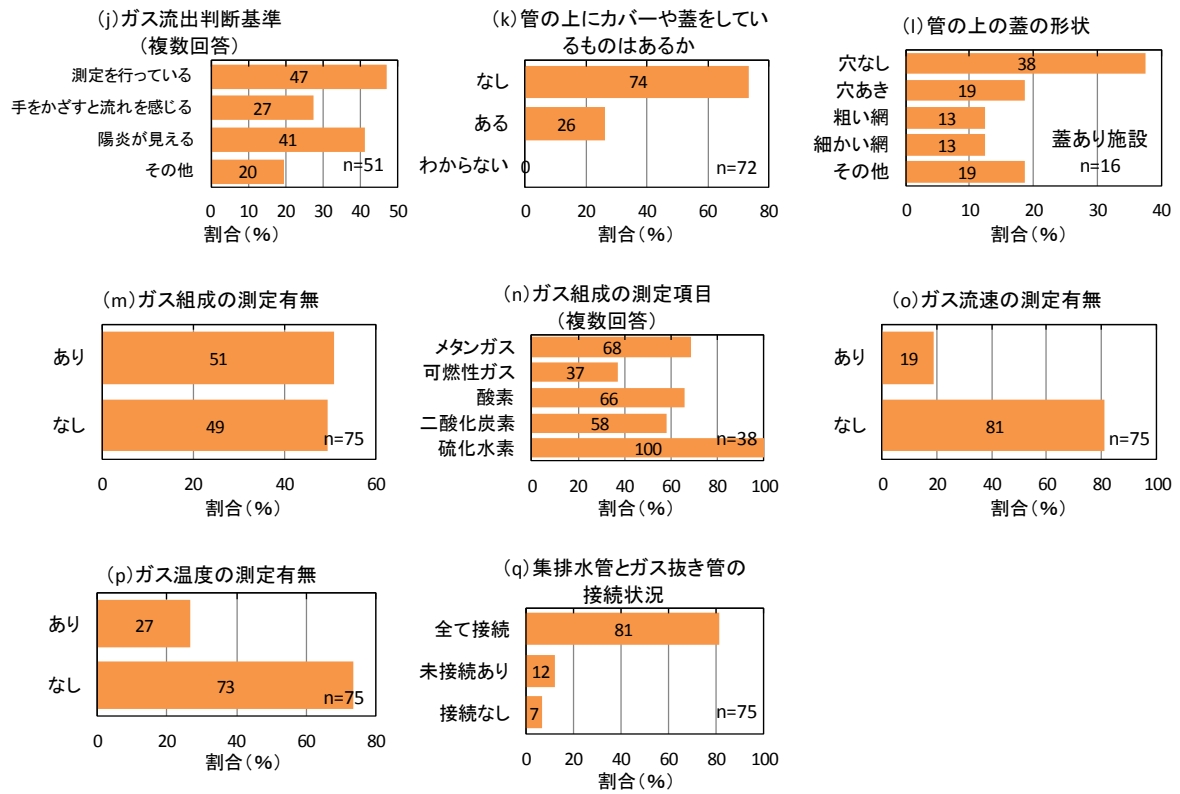 (j)ガス流出判断基準
(複数回答)
測定を行っている 47
手をかざすと流れを感じる 27
陽炎が見える 41
その他 20
n=51
0 10 20 30 40 50
割合(%)
(k)管の上にカバーや蓋をしてい
るものはあるか
なし 74
ある 26
わからない 0
n=72
0 20 40 60 80
割合(%)
(l)管の上の蓋の形状
穴なし 38
穴あき 19
粗い網 13
細かい網 13
その他 19
蓋あり施設
n=16
0 10 20 30 40
割合(%)
(m)ガス組成の測定有無
あり 51
なし 49
n=75
0 20 40 60
割合(%)
(n)ガス組成の測定項目
(複数回答)
メタンガス 68
可燃性ガス 37
酸素 66
二酸化炭素 58
硫化水素 100
n=38
0 20 40 60 80 100
割合(%)
(o)ガス流速の測定有無
あり 19
なし 81
n=75
0 20 40 60 80 100
割合(%)
(p)ガス温度の測定有無
あり 27
なし 73
n=75
0 20 40 60 80
割合(%)
(q)集排水管とガス抜き管の
接続状況
全て接続 81
未接続あり 12
接続なし 7
n=75
0 20 40 60 80 100
割合(%)